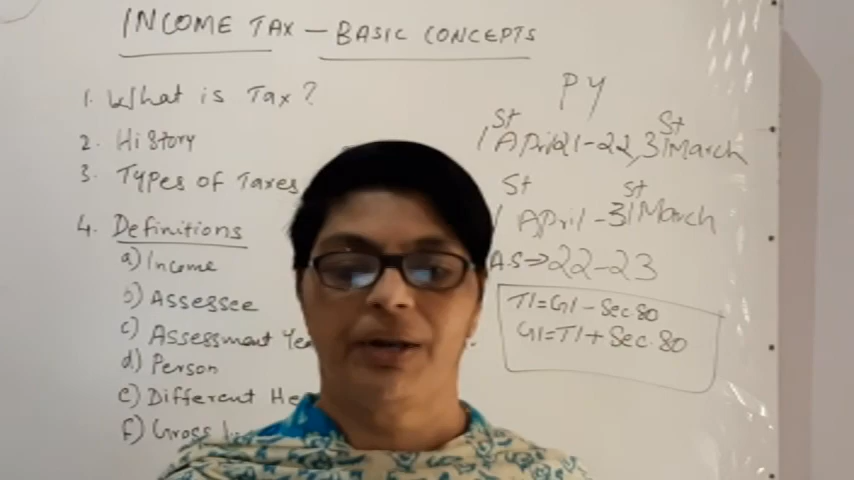 INCOME TAX - BASIC CONCEPTS
1. What is Tax?
2. History
3. Types of Taxes
4. Definitions
a) Income
b) Assessee
c) Assessment Yea
d) Person
e) Different He
f) Gross
PY
1st April 21-22, 31st March
1st April - 31st March
A.S → 22-23
TI=GI - Sec 80
GI=TI + Sec. 80